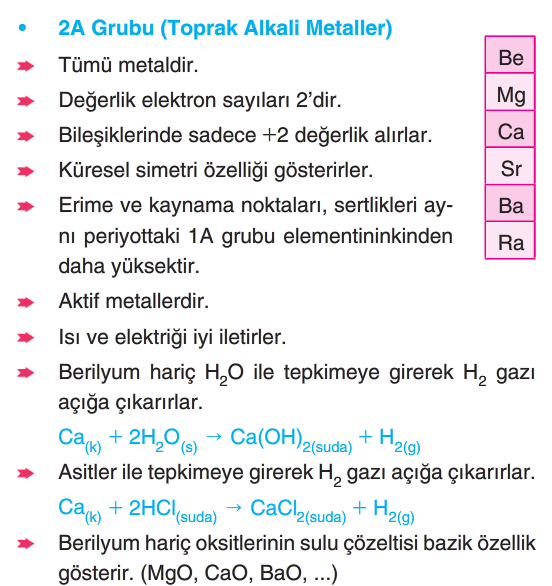 • 2A Grubu (Toprak Alkali Metaller)
Tümü metaldir.
Değerlik elektron sayıları 2’dir.
Bileşiklerinde sadece +2 değerlik alırlar.
Küresel simetri özelliği gösterirler.
Erime ve kaynama noktaları, sertlikleri ay-
nı periyottaki 1A grubu elementininkinden
daha yüksektir.
Aktif metallerdir.
Isı ve elektriği iyi iletirler.
Berilyum hariç H₂O ile tepkimeye girerek H₂ gazı
açığa çıkarırlar.
Ca(k) + 2H₂O(s) → Ca(OH)₂(suda) + H₂(g)
Asitler ile tepkimeye girerek H₂ gazı açığa çıkarırlar.
Ca(k) + 2HCl(suda) → CaCl₂(suda) + H₂(g)
Berilyum hariç oksitlerinin sulu çözeltisi bazik özellik
gösterir. (MgO, CaO, BaO, ...)
Be
Mg
Ca
Sr
Ba
Ra